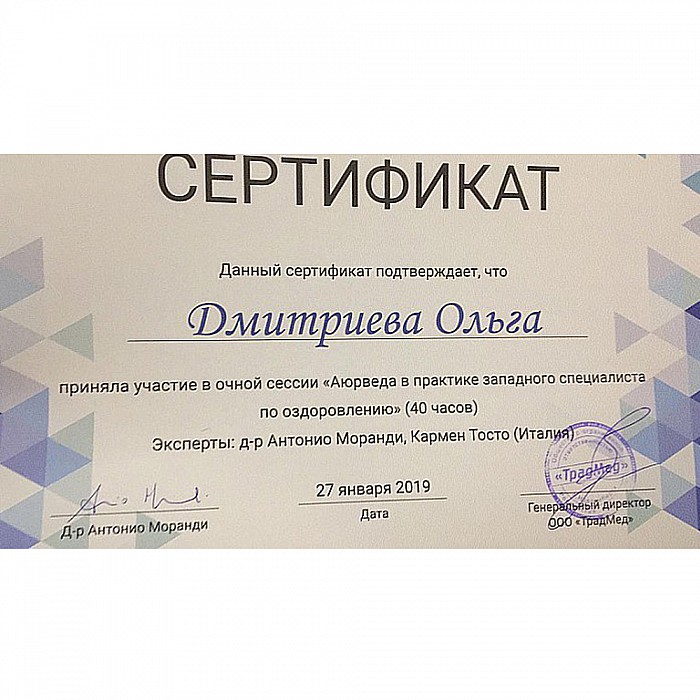 СЕРТИФИКАТ
Данный сертификат подтверждает, что
Дмитриева Ольга
приняла участие в очной сессии «Аюрведа в практике западного специалиста
по оздоровлению» (40 часов)
Эксперты: д-р Антонио Моранди, Кармен Тосто (Италия)
«ТрадМед»
27 января 2019
Д-р Антонио Моранди
Дата
Генеральный директор
ООО «ТрадМед»